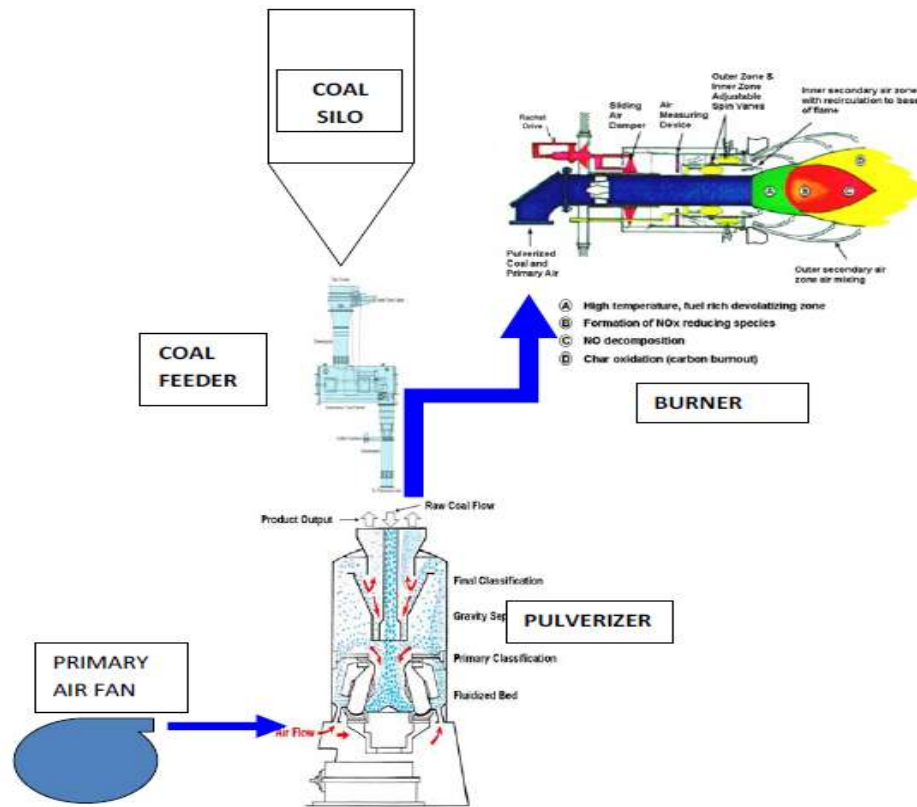 COAL
SILO
COAL
FEEDER
Rachet
Drive
Sliding
Air
Damper
Air
Measuring
Device
Outer Zone &
Inner Zone
Adjustable
Spin Vanes
Inner secondary air zone
with recirculation to base
of flame
D
A
B
C
Pulverized
Coal and
Primary Air
Outer secondary air
zone air mixing
A High temperature, fuel rich devolatizing zone
B Formation of NOx reducing species
C NO decomposition
D Char oxidation (carbon burnout)
BURNER
Raw Coal Flow
Product Output
Final Classification
Gravity Sep
PULVERIZER
Primary Classification
Fluidized Bed
PRIMARY
AIR FAN
Air Flow